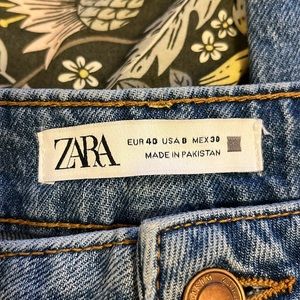 ZARA
EUR 40 USA 8 MEX 30
MADE IN PAKISTAN